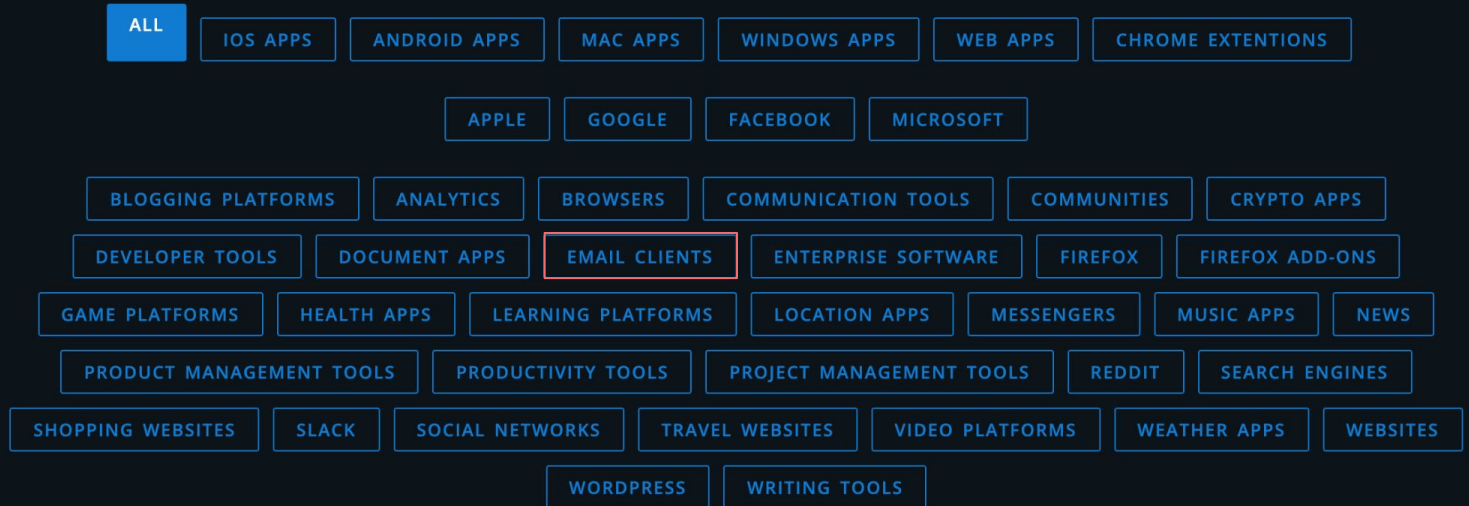 ALL IOS APPS ANDROID APPS MAC APPS WINDOWS APPS WEB APPS CHROME EXTENTIONS
APPLE GOOGLE FACEBOOK MICROSOFT
BLOGGING PLATFORMS ANALYTICS BROWSERS COMMUNICATION TOOLS COMMUNITIES CRYPTO APPS
DEVELOPER TOOLS DOCUMENT APPS EMAIL CLIENTS ENTERPRISE SOFTWARE FIREFOX FIREFOX ADD-ONS
GAME PLATFORMS HEALTH APPS LEARNING PLATFORMS LOCATION APPS MESSENGERS MUSIC APPS NEWS
PRODUCT MANAGEMENT TOOLS PRODUCTIVITY TOOLS PROJECT MANAGEMENT TOOLS REDDIT SEARCH ENGINES
SHOPPING WEBSITES SLACK SOCIAL NETWORKS TRAVEL WEBSITES VIDEO PLATFORMS WEATHER APPS WEBSITES
WORDPRESS WRITING TOOLS